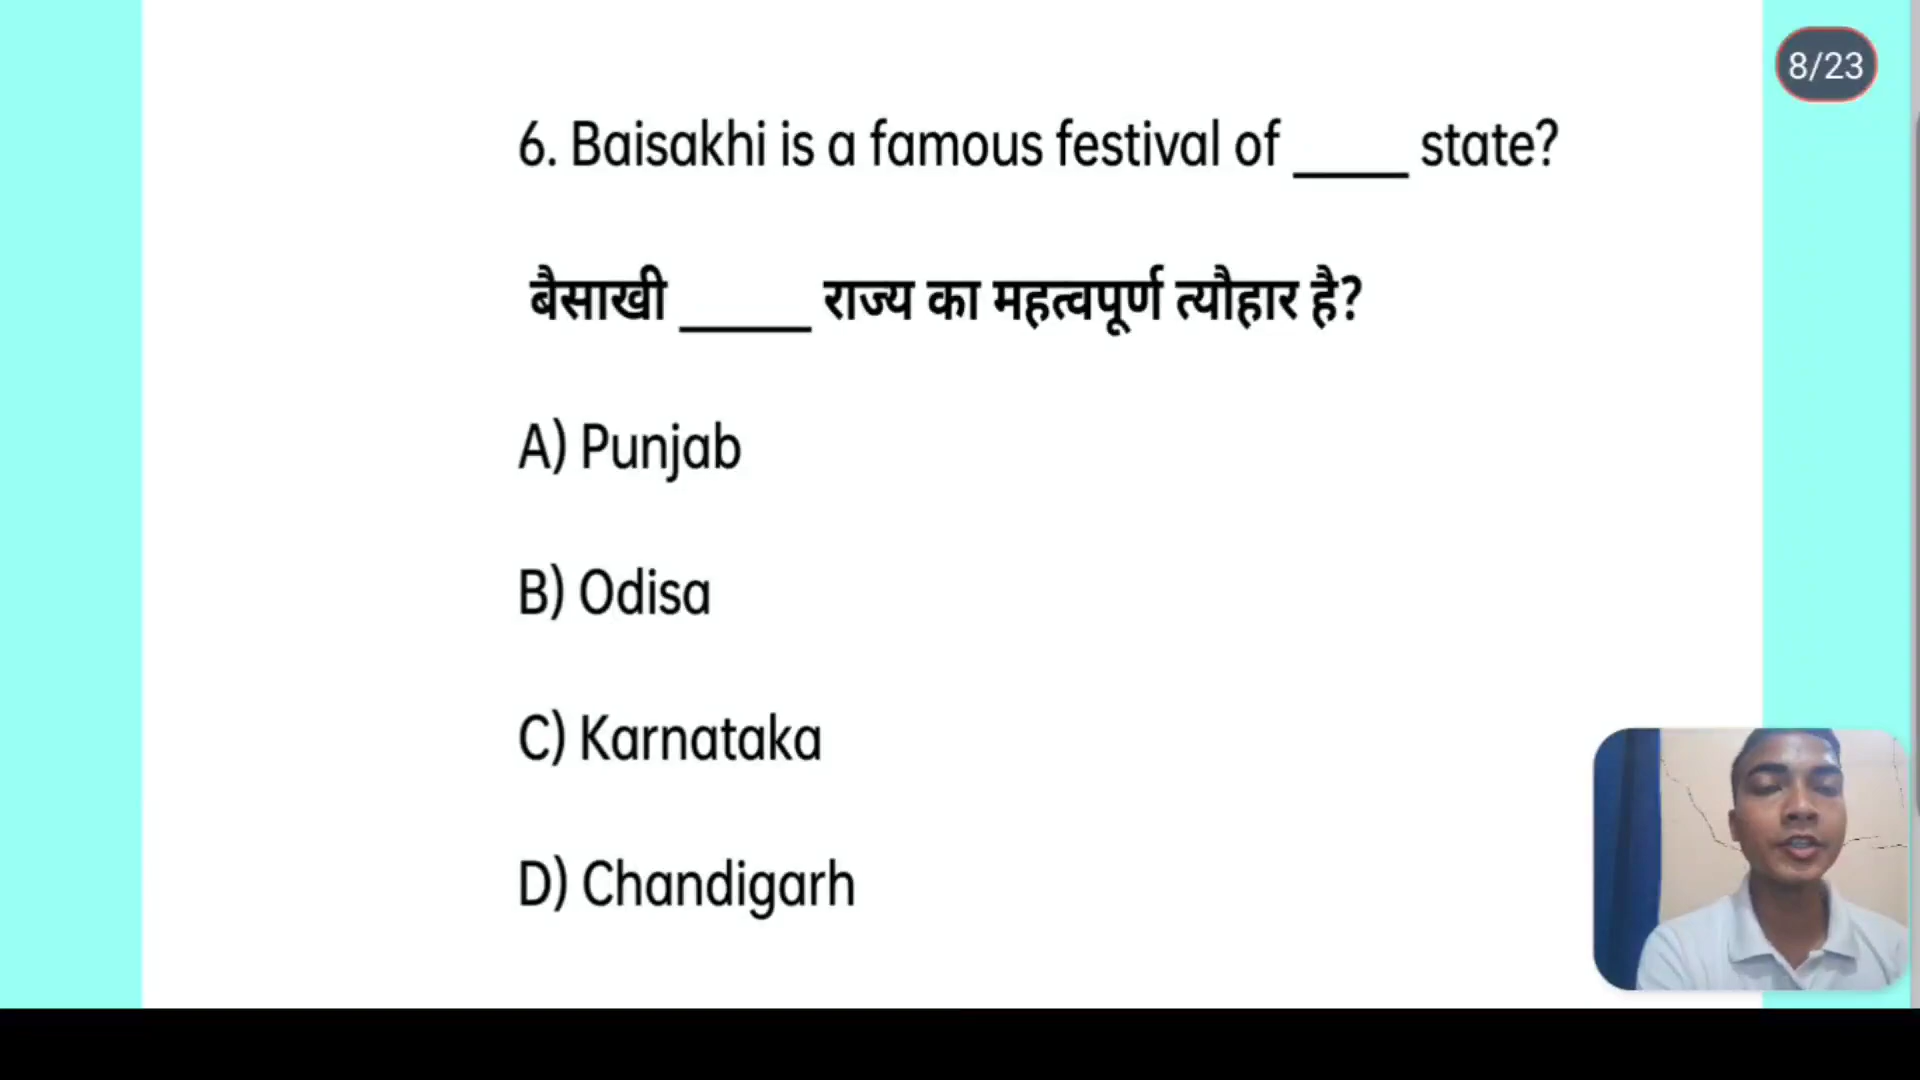 8/23
6. Baisakhi is a famous festival of ____ state?
बैसाखी _____ राज्य का महत्वपूर्ण त्यौहार है?
A) Punjab
B) Odisa
C) Karnataka
D) Chandigarh